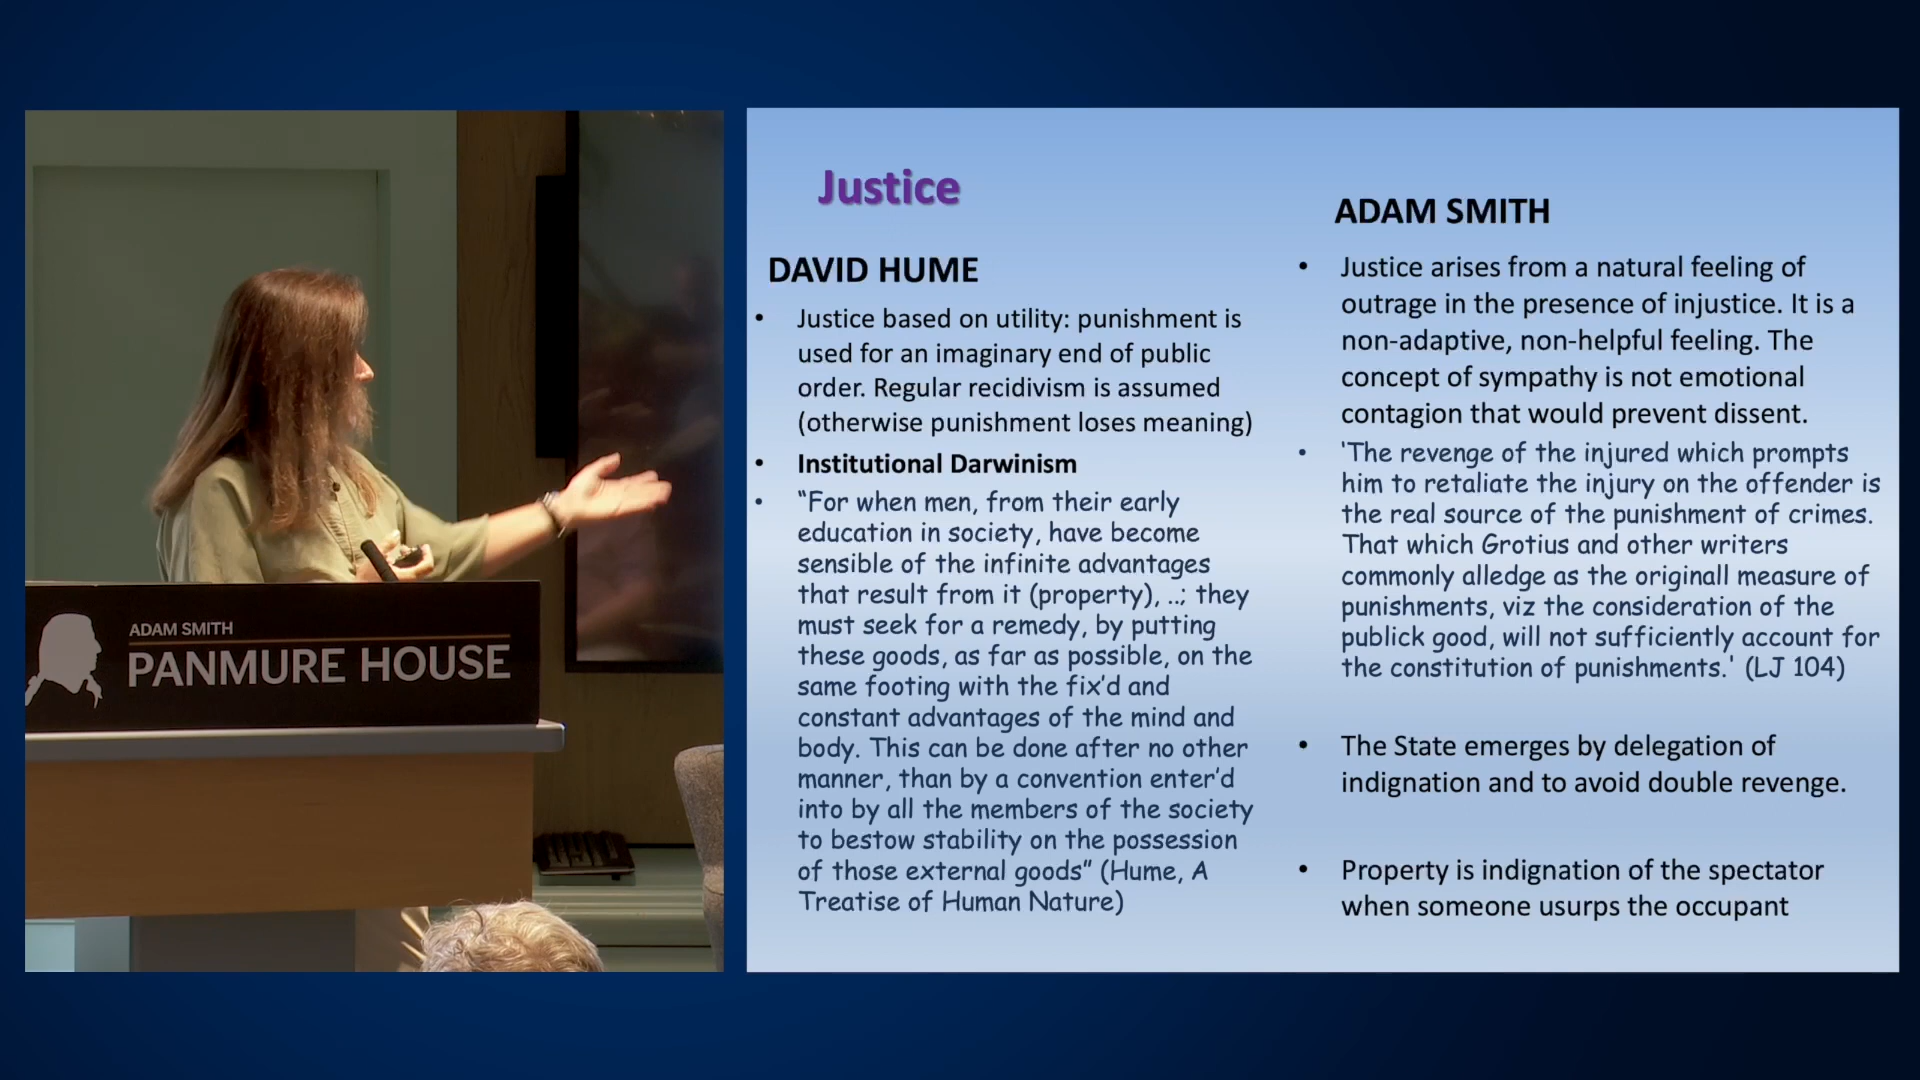 ADAM SMITH
PANMURE HOUSE
Justice
DAVID HUME
• Justice based on utility: punishment is
used for an imaginary end of public
order. Regular recidivism is assumed
(otherwise punishment loses meaning)
• Institutional Darwinism
• “For when men, from their early
education in society, have become
sensible of the infinite advantages
that result from it (property), ..; they
must seek for a remedy, by putting
these goods, as far as possible, on the
same footing with the fix’d and
constant advantages of the mind and
body. This can be done after no other
manner, than by a convention enter’d
into by all the members of the society
to bestow stability on the possession
of those external goods” (Hume, A
Treatise of Human Nature)
ADAM SMITH
• Justice arises from a natural feeling of
outrage in the presence of injustice. It is a
non-adaptive, non-helpful feeling. The
concept of sympathy is not emotional
contagion that would prevent dissent.
• 'The revenge of the injured which prompts
him to retaliate the injury on the offender is
the real source of the punishment of crimes.
That which Grotius and other writers
commonly alledge as the originall measure of
punishments, viz the consideration of the
publick good, will not sufficiently account for
the constitution of punishments.' (LJ 104)
• The State emerges by delegation of
indignation and to avoid double revenge.
• Property is indignation of the spectator
when someone usurps the occupant